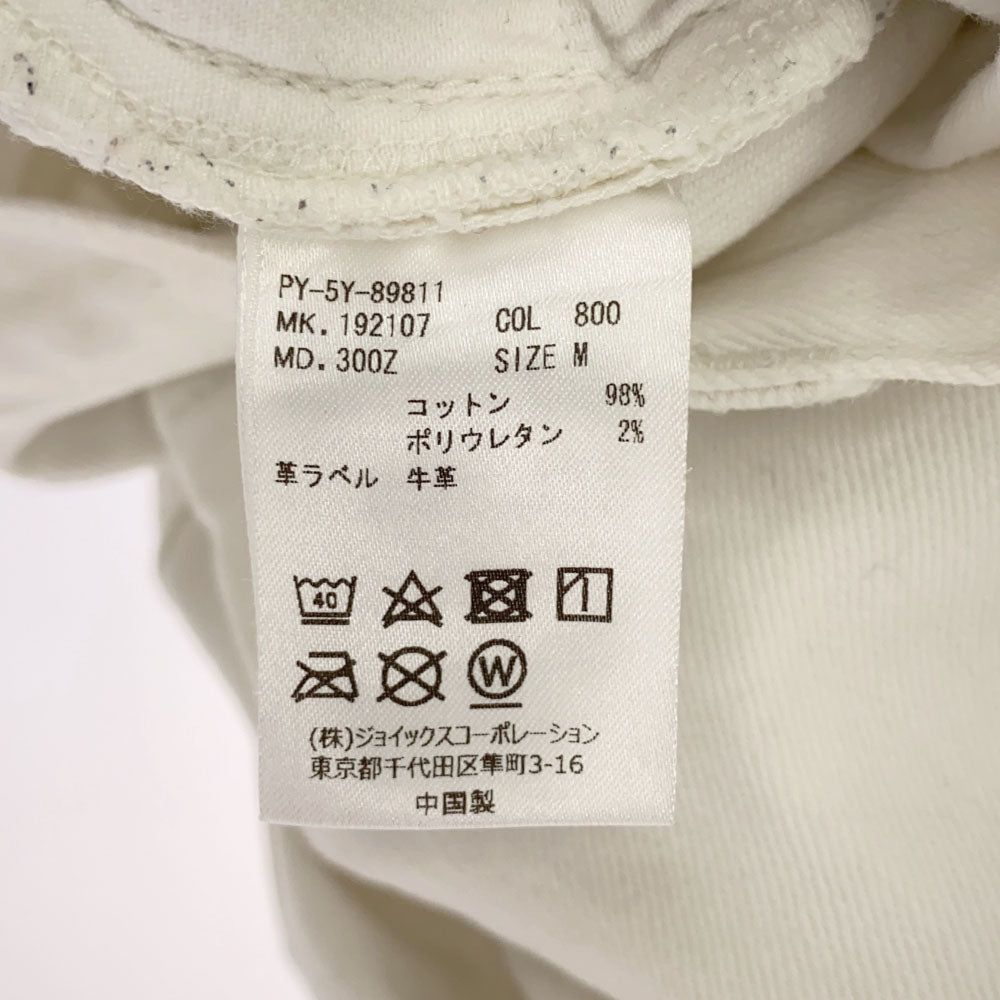 PY-5Y-89811
MK. 192107 COL 800
MD. 300Z SIZE M
コットン 98%
ポリウレタン 2%
革ラベル 牛革
40
W
(株)ジョイックスコーポレーション
東京都千代田区隼町3-16
中国製